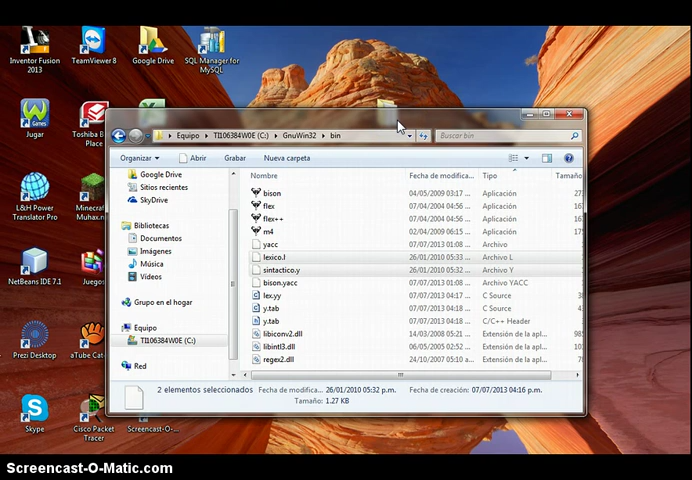 Inventor Fusion 2013
TeamViewer 8
Google Drive
SQL Manager for MySQL
Jugar
Toshiba B
Place
L&H Power Translator Pro
Minecraf
Muhax.n
NetBeans IDE 7.1
Juegos
Prezi Desktop
aTube Cat
Skype
Cisco Packet Tracer
Screencast-O-...
Equipo
TI106384W0E (C:)
GnuWin32
bin
Buscar bin
Organizar
Abrir
Grabar
Nueva carpeta
Google Drive
Sitios recientes
SkyDrive
Bibliotecas
Documentos
Imágenes
Música
Vídeos
Grupo en el hogar
Equipo
TI106384W0E (C:)
Red
Nombre Fecha de modifica... Tipo Tamaño
bison 04/05/2009 03:17 ... Aplicación
flex 07/07/2004 04:56 ... Aplicación
flex++ 07/07/2004 04:56 ... Aplicación
m4 02/04/2009 06:15 ... Aplicación
yacc 07/07/2013 01:08 ... Archivo
lexico.l 26/01/2010 05:33 ... Archivo L
sintactico.y 26/01/2010 05:32 ... Archivo Y
bison.yacc 07/07/2013 01:08 ... Archivo YACC
lex.yy 07/07/2013 04:17 ... C Source
y.tab 07/07/2013 04:18 ... C Source
y.tab 07/07/2013 04:18 ... C/C++ Header
libiconv2.dll 14/03/2008 05:21 ... Extensión de la apl...
libintl3.dll 06/05/2005 02:52 ... Extensión de la apl...
regex2.dll 24/10/2007 05:10 a... Extensión de la apl...
2 elementos seleccionados Fecha de modifica... 26/01/2010 05:32 p.m. Fecha de creación: 07/07/2013 04:16 p.m.
Tamaño: 1.27 KB
Screencast-O-Matic.com